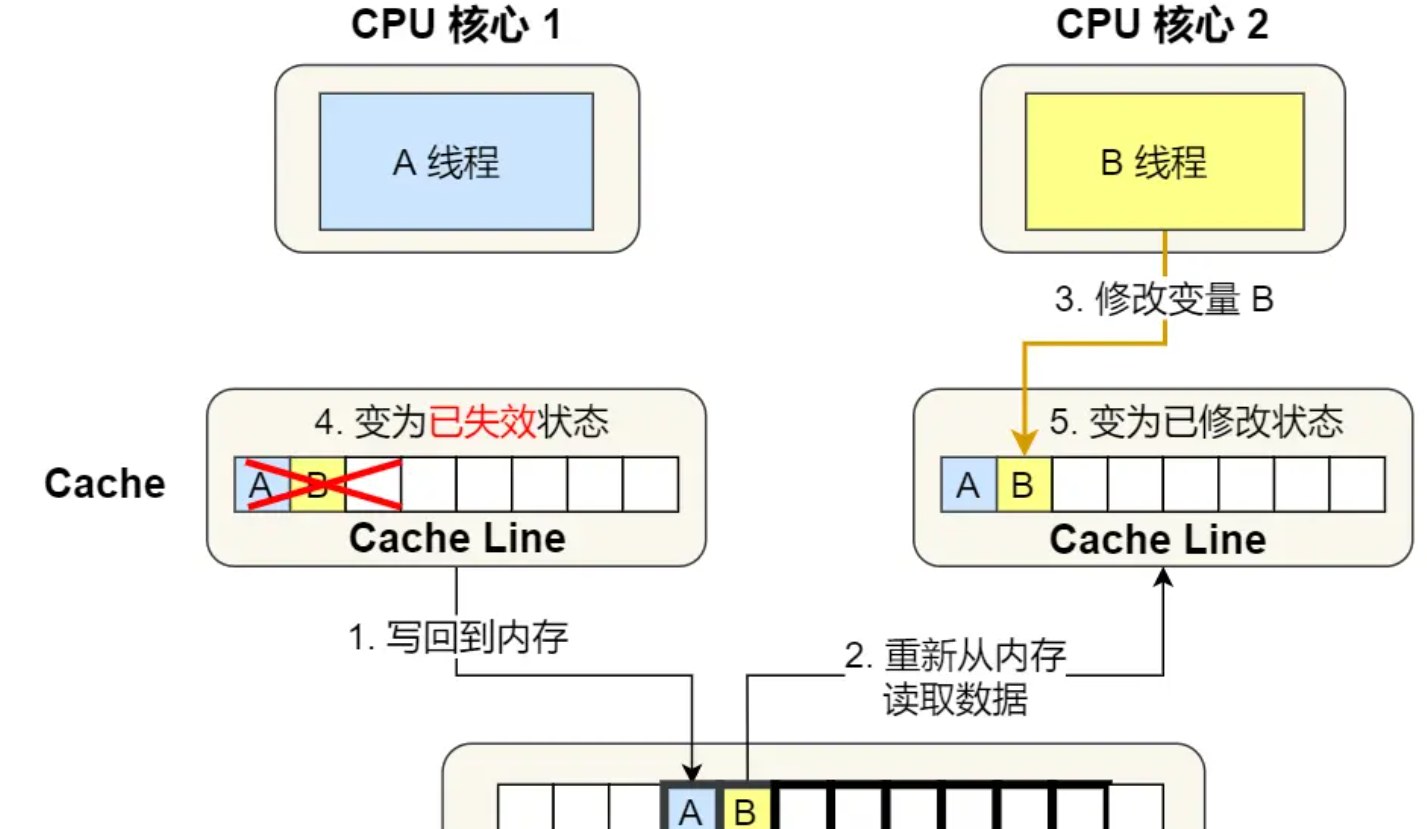 CPU 核心 1
CPU 核心 2
A 线程
B 线程
3. 修改变量 B
4. 变为已失效状态
5. 变为已修改状态
Cache
A B
A B
Cache Line
Cache Line
1. 写回到内存
2. 重新从内存
读取数据
A B